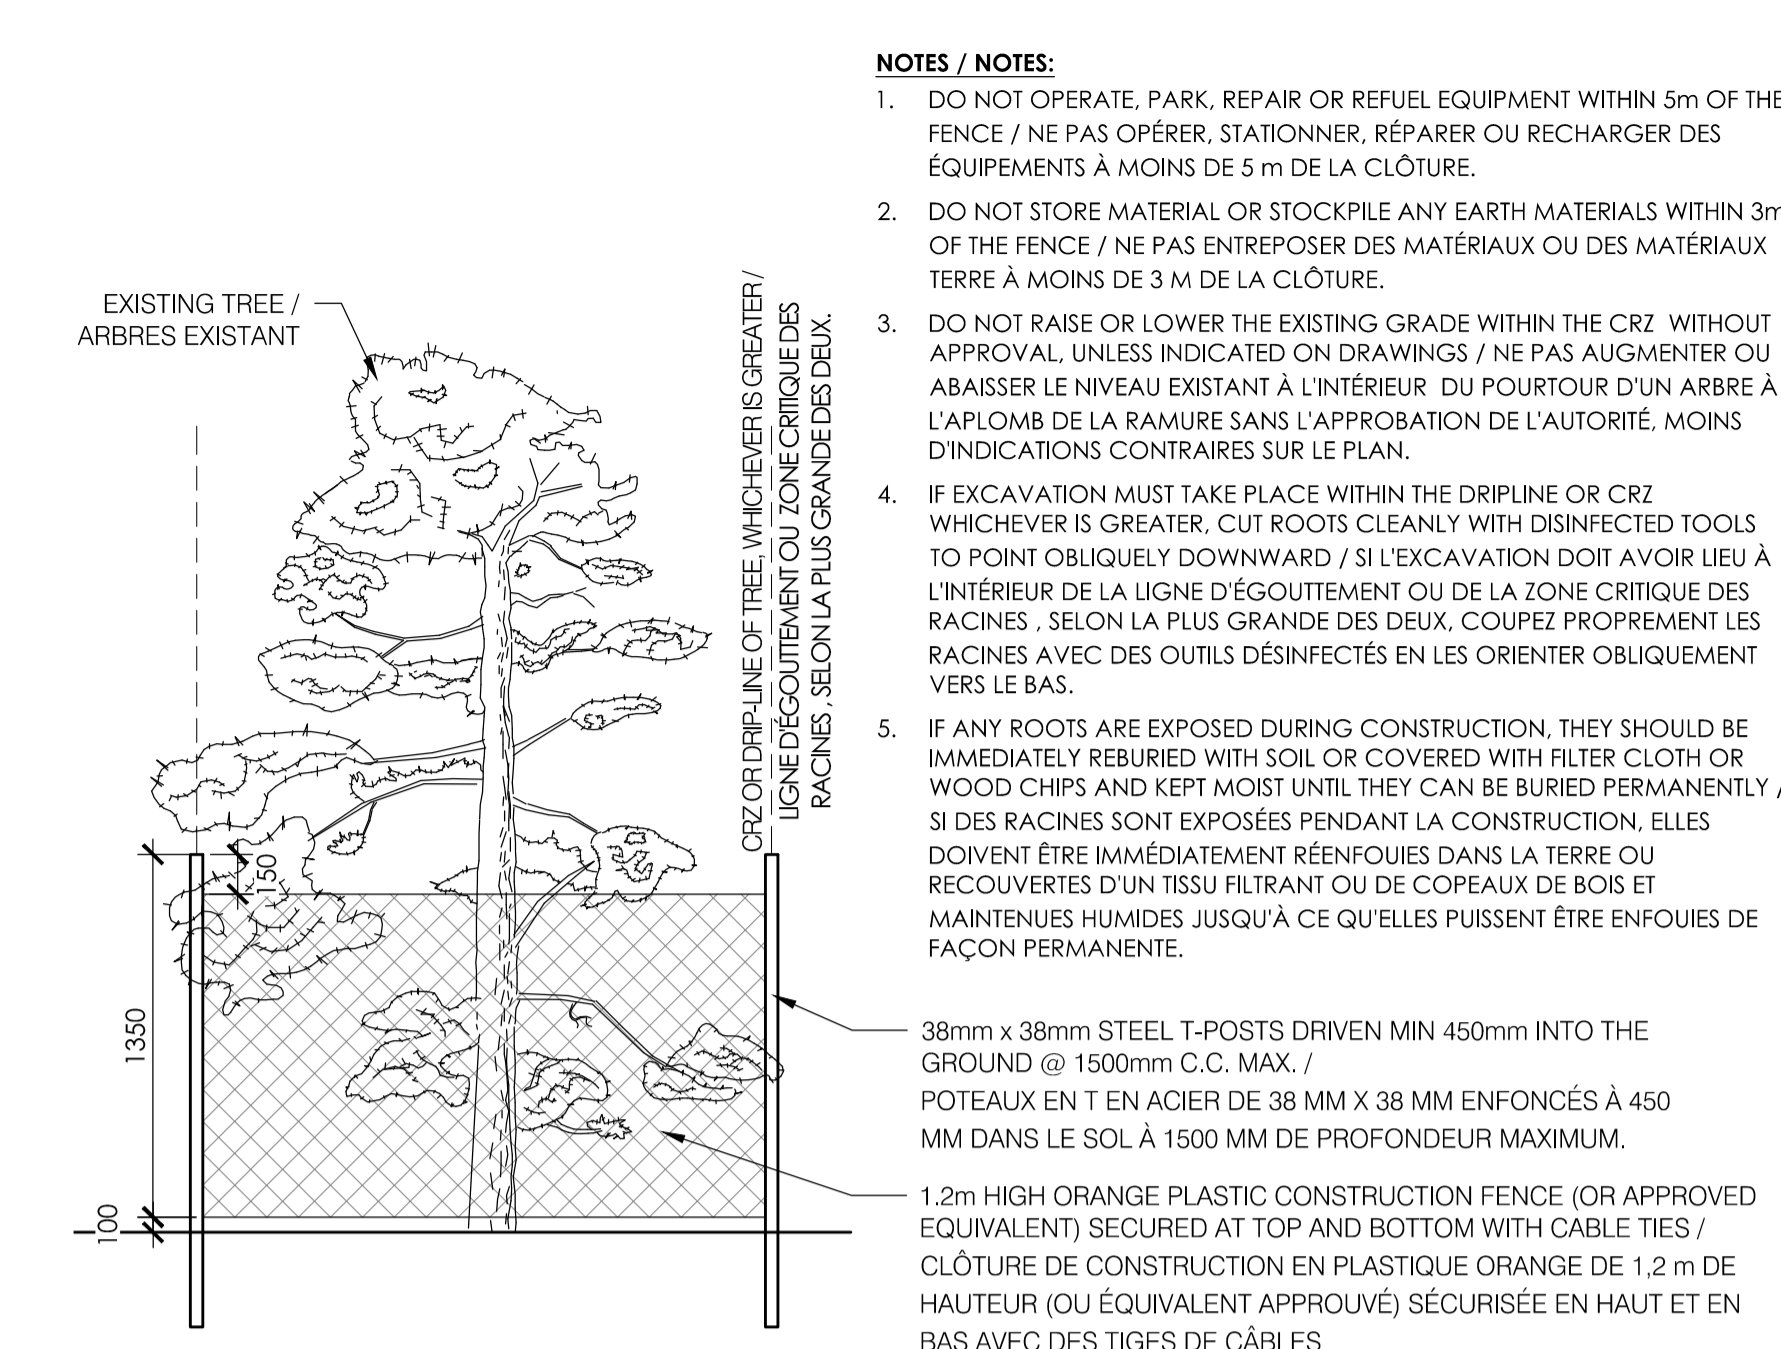 NOTES / NOTES:
1. DO NOT OPERATE, PARK, REPAIR OR REFUEL EQUIPMENT WITHIN 5m OF THE
FENCE / NE PAS OPÉRER, STATIONNER, RÉPARER OU RECHARGER DES
ÉQUIPEMENTS À MOINS DE 5 m DE LA CLÔTURE.
2. DO NOT STORE MATERIAL OR STOCKPILE ANY EARTH MATERIALS WITHIN 3m
OF THE FENCE / NE PAS ENTREPOSER DES MATÉRIAUX OU DES MATÉRIAUX
TERRE À MOINS DE 3 M DE LA CLÔTURE.
3. DO NOT RAISE OR LOWER THE EXISTING GRADE WITHIN THE CRZ WITHOUT
APPROVAL, UNLESS INDICATED ON DRAWINGS / NE PAS AUGMENTER OU
ABAISSER LE NIVEAU EXISTANT À L'INTÉRIEUR DU POURTOUR D'UN ARBRE À
L'APLOMB DE LA RAMURE SANS L'APPROBATION DE L'AUTORITÉ, MOINS
D'INDICATIONS CONTRAIRES SUR LE PLAN.
4. IF EXCAVATION MUST TAKE PLACE WITHIN THE DRIPLINE OR CRZ
WHICHEVER IS GREATER, CUT ROOTS CLEANLY WITH DISINFECTED TOOLS
TO POINT OBLIQUELY DOWNWARD / SI L'EXCAVATION DOIT AVOIR LIEU À
L'INTÉRIEUR DE LA LIGNE D'ÉGOUTTEMENT OU DE LA ZONE CRITIQUE DES
RACINES , SELON LA PLUS GRANDE DES DEUX, COUPEZ PROPREMENT LES
RACINES AVEC DES OUTILS DÉSINFECTÉS EN LES ORIENTER OBLIQUEMENT
VERS LE BAS.
5. IF ANY ROOTS ARE EXPOSED DURING CONSTRUCTION, THEY SHOULD BE
IMMEDIATELY REBURIED WITH SOIL OR COVERED WITH FILTER CLOTH OR
WOOD CHIPS AND KEPT MOIST UNTIL THEY CAN BE BURIED PERMANENTLY /
SI DES RACINES SONT EXPOSÉES PENDANT LA CONSTRUCTION, ELLES
DOIVENT ÊTRE IMMÉDIATEMENT RÉENFOUIES DANS LA TERRE OU
RECOUVERTES D'UN TISSU FILTRANT OU DE COPEAUX DE BOIS ET
MAINTENUES HUMIDES JUSQU'À CE QU'ELLES PUISSENT ÊTRE ENFOUIES DE
FAÇON PERMANENTE.
EXISTING TREE /
ARBRES EXISTANT
CRZ OR DRIP-LINE OF TREE, WHICHEVER IS GREATER /
LIGNE D'ÉGOUTTEMENT OU ZONE CRITIQUE DES
RACINES , SELON LA PLUS GRANDE DES DEUX.
150
1350
100
38mm x 38mm STEEL T-POSTS DRIVEN MIN 450mm INTO THE
GROUND @ 1500mm C.C. MAX. /
POTEAUX EN T EN ACIER DE 38 MM X 38 MM ENFONCÉS À 450
MM DANS LE SOL À 1500 MM DE PROFONDEUR MAXIMUM.
1.2m HIGH ORANGE PLASTIC CONSTRUCTION FENCE (OR APPROVED
EQUIVALENT) SECURED AT TOP AND BOTTOM WITH CABLE TIES /
CLÔTURE DE CONSTRUCTION EN PLASTIQUE ORANGE DE 1,2 m DE
HAUTEUR (OU ÉQUIVALENT APPROUVÉ) SÉCURISÉE EN HAUT ET EN
BAS AVEC DES TIGES DE CÂBLES